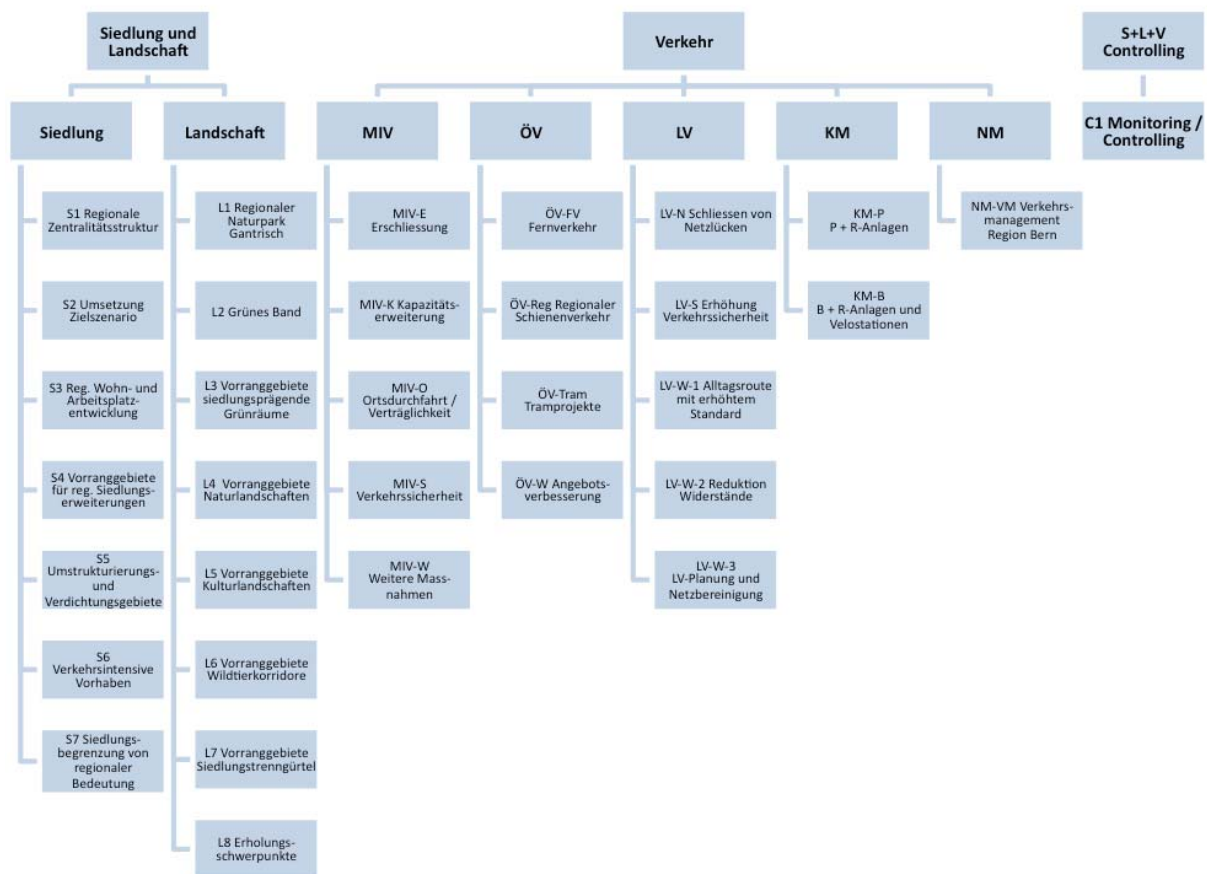 Siedlung und
Landschaft
Verkehr
S+L+V
Controlling
Siedlung
Landschaft
MIV
ÖV
LV
KM
NM
C1 Monitoring /
Controlling
S1 Regionale
Zentralitätsstruktur
S2 Umsetzung
Zielszenario
S3 Reg. Wohn- und
Arbeitsplatz-
entwicklung
S4 Vorranggebiete
für reg. Siedlungs-
erweiterungen
S5
Umstrukturierungs-
und
Verdichtungsgebiete
S6
Verkehrsintensive
Vorhaben
S7 Siedlungs-
begrenzung von
regionaler
Bedeutung
L1 Regionaler
Naturpark
Gantrisch
L2 Grünes Band
L3 Vorranggebiete
siedlungsprägende
Grünräume
L4 Vorranggebiete
Naturlandschaften
L5 Vorranggebiete
Kulturlandschaften
L6 Vorranggebiete
Wildtierkorridore
L7 Vorranggebiete
Siedlungstrenngürtel
L8 Erholungs-
schwerpunkte
MIV-E
Erschliessung
MIV-K Kapazitäts-
erweiterung
MIV-O
Ortsdurchfahrt /
Verträglichkeit
MIV-S
Verkehrssicherheit
MIV-W
Weitere Mass-
nahmen
ÖV-FV
Fernverkehr
ÖV-Reg Regionaler
Schienenverkehr
ÖV-Tram
Tramprojekte
ÖV-W Angebots-
verbesserung
LV-N Schliessen von
Netzlücken
LV-S Erhöhung
Verkehrssicherheit
LV-W-1 Alltagsroute
mit erhöhtem
Standard
LV-W-2 Reduktion
Widerstände
LV-W-3
LV-Planung und
Netzbereinigung
KM-P
P + R-Anlagen
KM-B
B + R-Anlagen und
Velostationen
NM-VM Verkehrs-
management
Region Bern